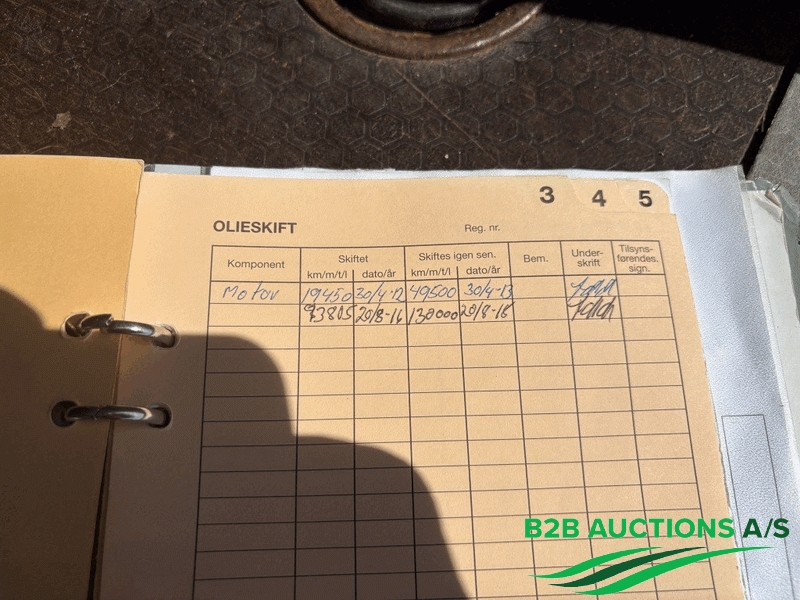 3 4 5
OLIESKIFT Reg. nr.
Komponent Skiftet Skiftes igen sen. Bem. Under- skrift Tilsyns- førendes. sign.
km/m/t/l dato/år km/m/t/l dato/år
Motor 19450 30/4-12 49500 30/4-13
93805 20/8-16 130000 20/8-18
B2B AUCTIONS A/S